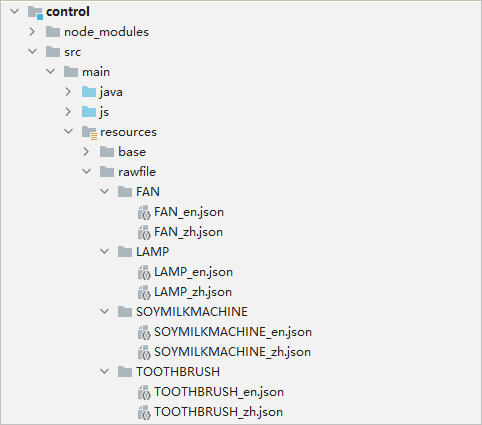 control
node_modules
src
main
java
js
resources
base
rawfile
FAN
FAN_en.json
FAN_zh.json
LAMP
LAMP_en.json
LAMP_zh.json
SOYMILKMACHINE
SOYMILKMACHINE_en.json
SOYMILKMACHINE_zh.json
TOOTHBRUSH
TOOTHBRUSH_en.json
TOOTHBRUSH_zh.json